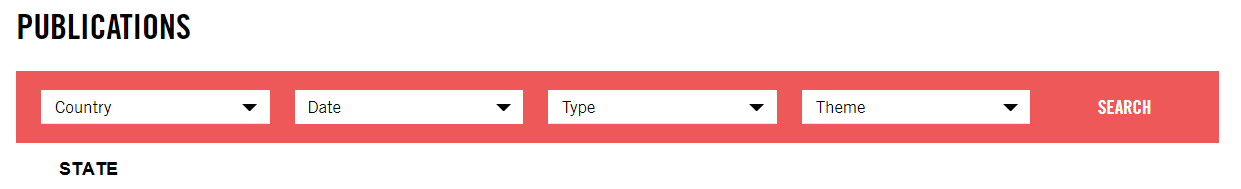 PUBLICATIONS
Country Date Type Theme SEARCH
STATE